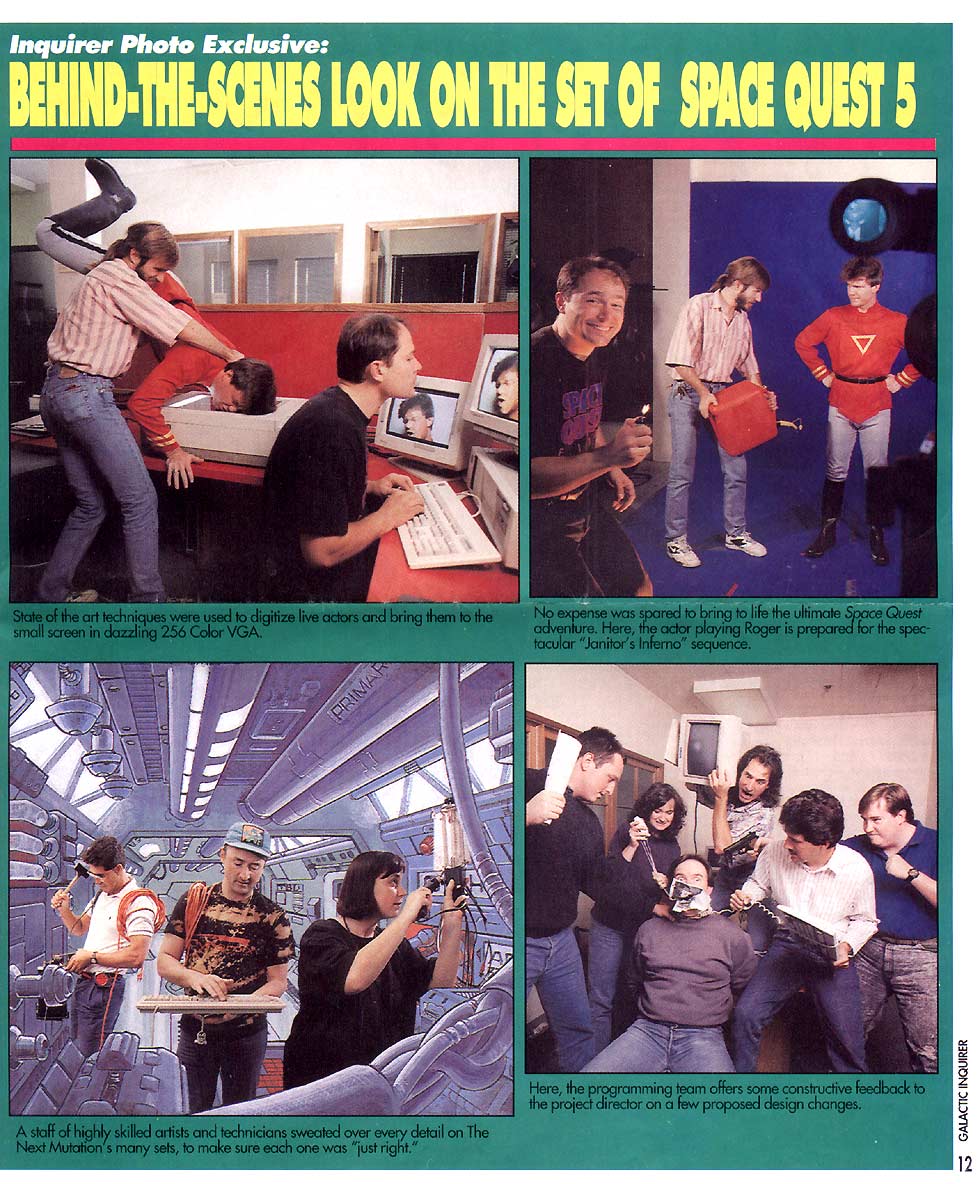 Inquirer Photo Exclusive:
BEHIND-THE-SCENES LOOK ON THE SET OF SPACE QUEST 5
SPACE
QUEST
State of the art techniques were used to digitize live actors and bring them to the
small screen in dazzling 256 Color VGA.
No expense was spared to bring to life the ultimate Space Quest
adventure. Here, the actor playing Roger is prepared for the spec-
tacular "Janitor's Inferno" sequence.
PRIMAR
Here, the programming team offers some constructive feedback to
the project director on a few proposed design changes.
A staff of highly skilled artists and technicians sweated over every detail on The
Next Mutation's many sets, to make sure each one was "just right."
GALACTIC INQUIRER
12